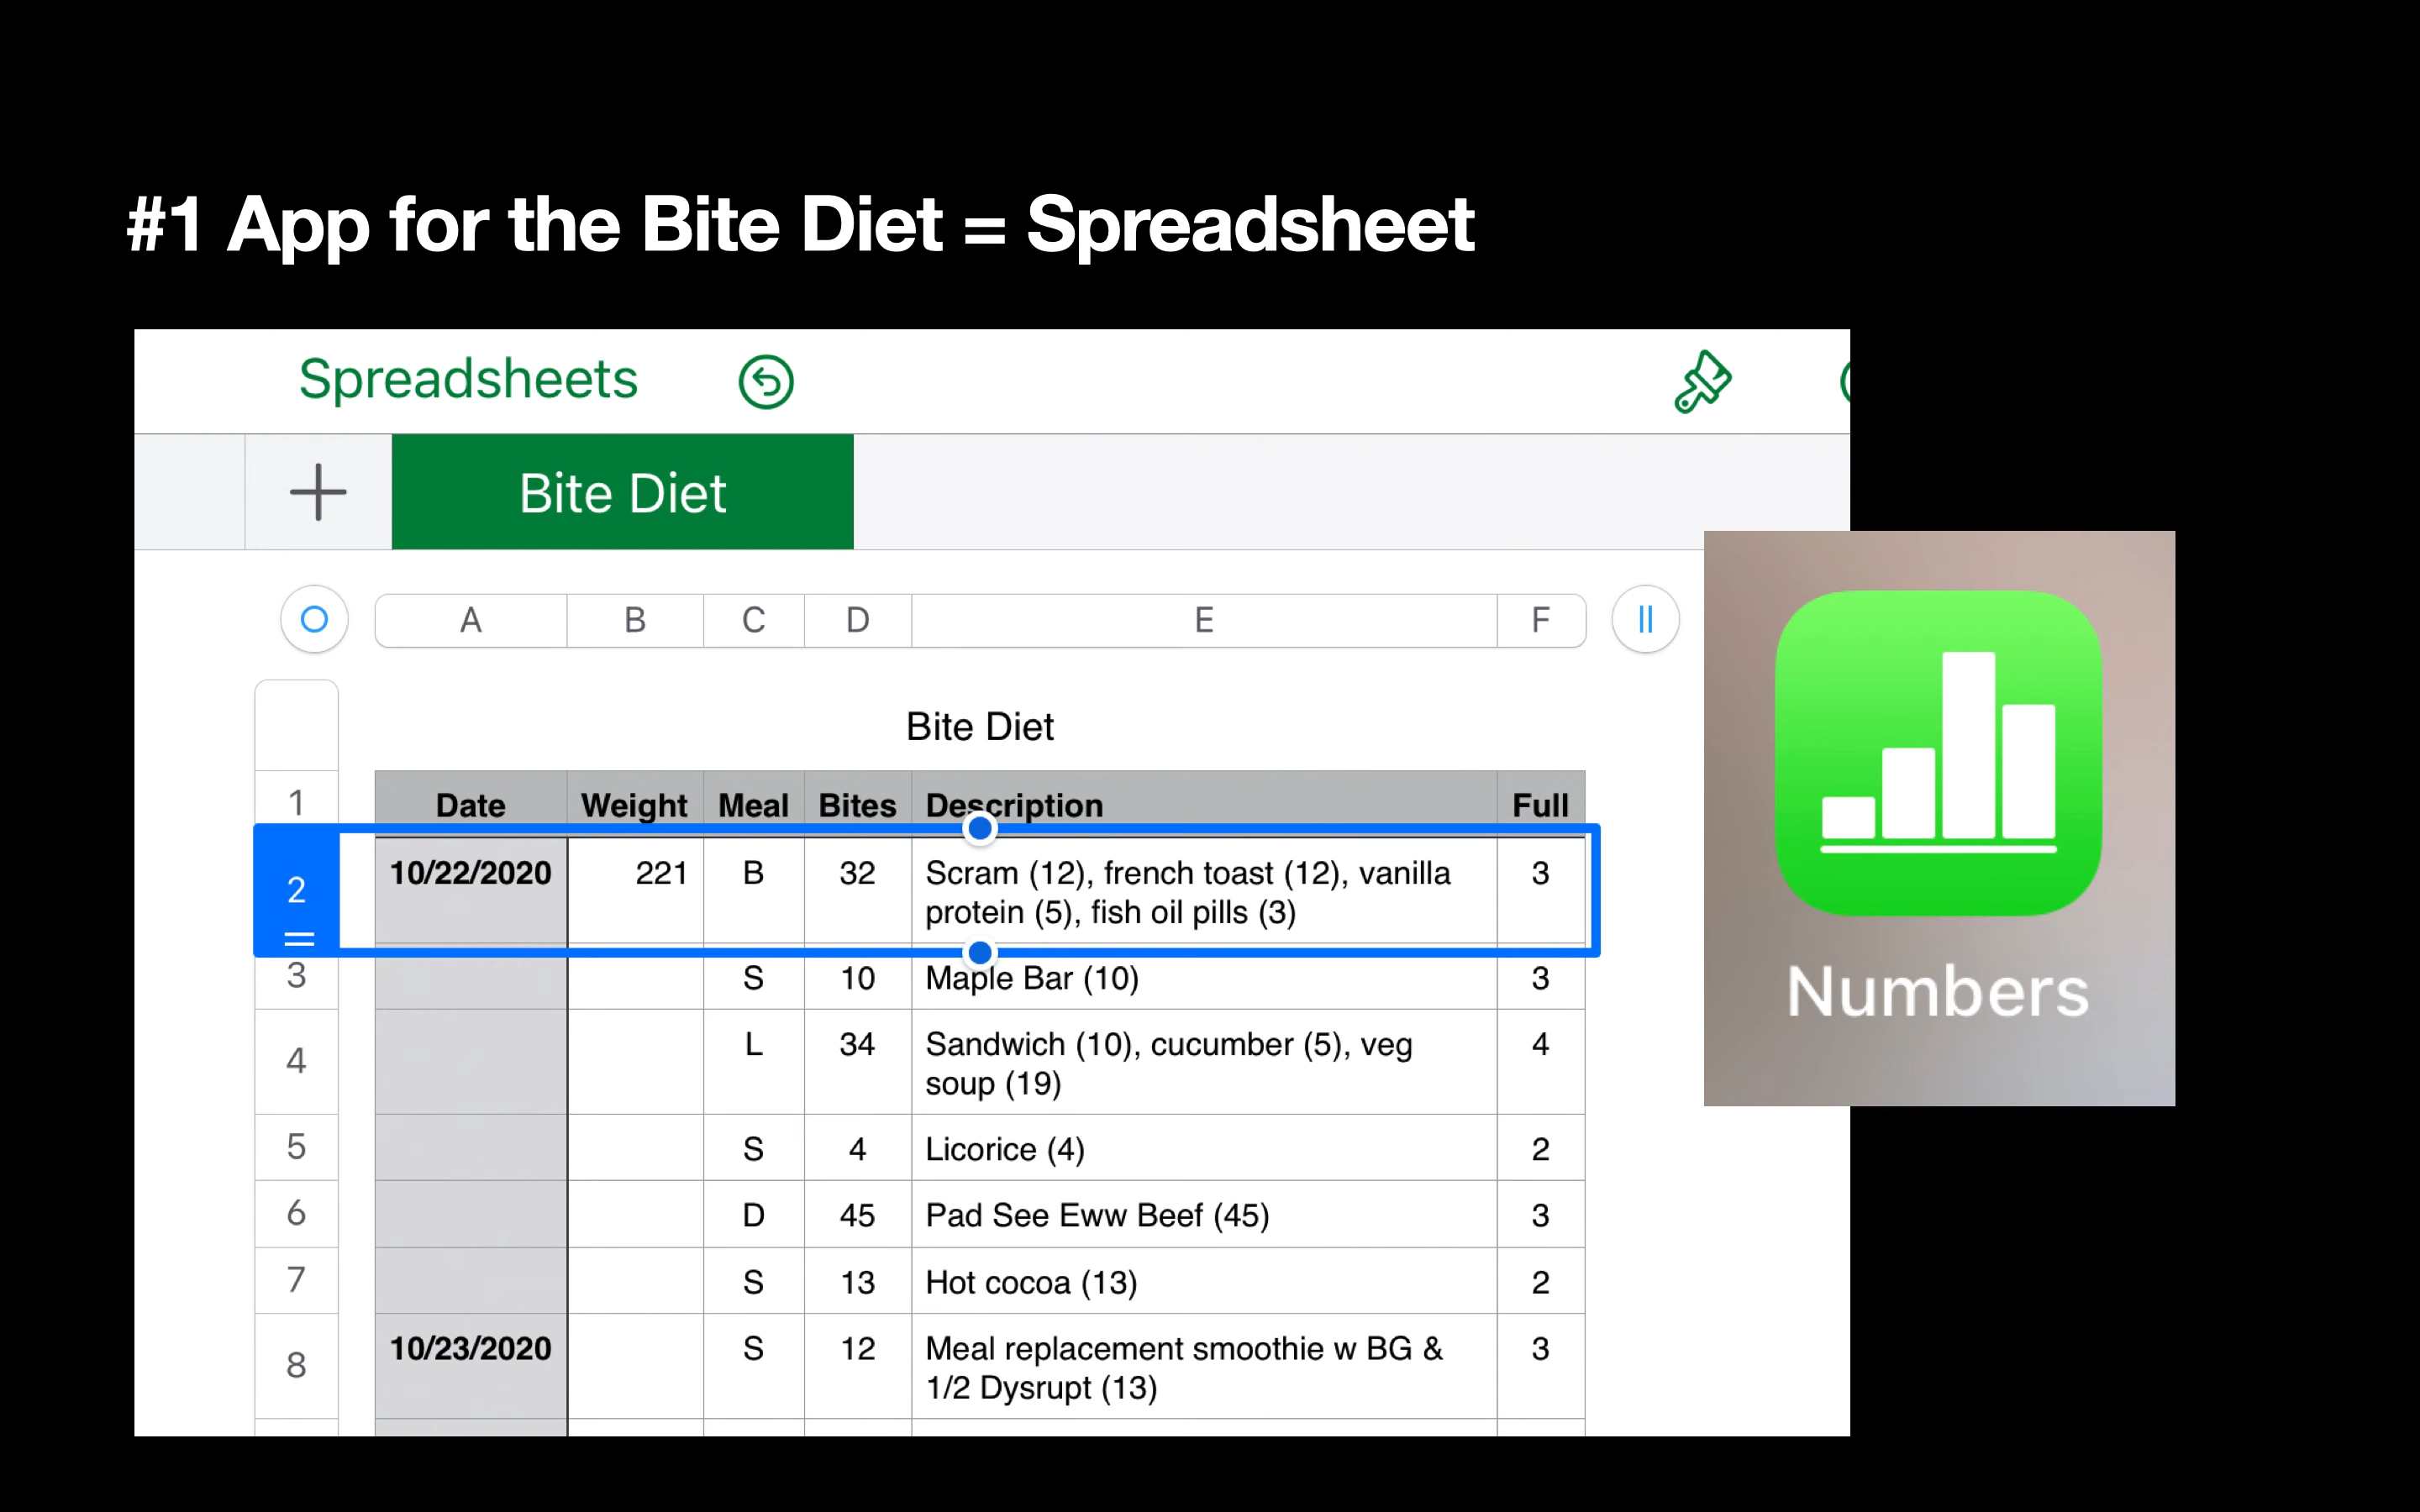 #1 App for the Bite Diet = Spreadsheet
Spreadsheets
+ Bite Diet
A B C D E F
Bite Diet
1 Date Weight Meal Bites Description Full
2 10/22/2020 221 B 32 Scram (12), french toast (12), vanilla 3
protein (5), fish oil pills (3)
3 S 10 Maple Bar (10) 3
4 L 34 Sandwich (10), cucumber (5), veg 4
soup (19)
5 S 4 Licorice (4) 2
6 D 45 Pad See Eww Beef (45) 3
7 S 13 Hot cocoa (13) 2
8 10/23/2020 S 12 Meal replacement smoothie w BG & 3
1/2 Dysrupt (13)
Numbers